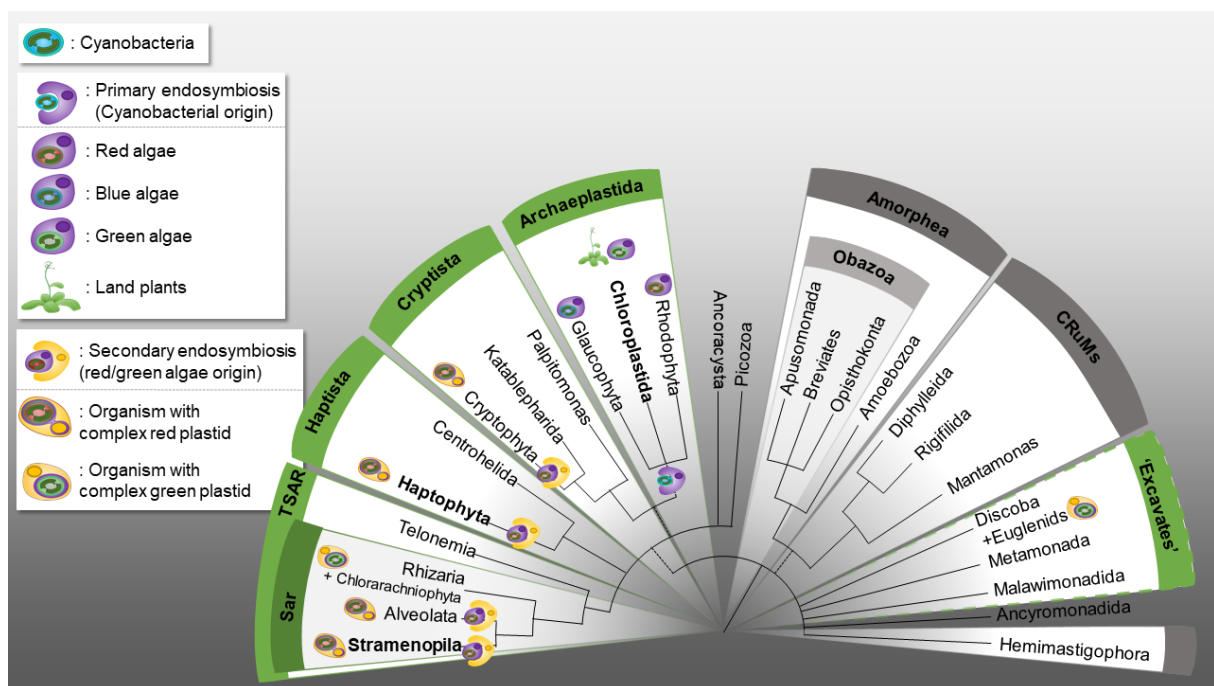 : Cyanobacteria
: Primary endosymbiosis
(Cyanobacterial origin)
: Red algae
: Blue algae
: Green algae
: Land plants
: Secondary endosymbiosis
(red/green algae origin)
: Organism with
complex red plastid
: Organism with
complex green plastid
TSAR
Sar
Haptista
Cryptista
Archaeplastida
Amorphea
Obazoa
CRuMs
'Excavates'
Stramenopila
Alveolata
Rhizaria
+ Chlorarachniophyta
Telonemia
Haptophyta
Centrohelida
Cryptophyta
Katablepharida
Palpitomonas
Glaucophyta
Chloroplastida
Rhodophyta
Ancoracysta
Picozoa
Apusomonada
Breviates
Opisthokonta
Amoebozoa
Diphylleida
Rigifilida
Mantamonas
Discoba
+Euglenids
Metamonada
Malawimonadida
Ancyromonadida
Hemimastigophora